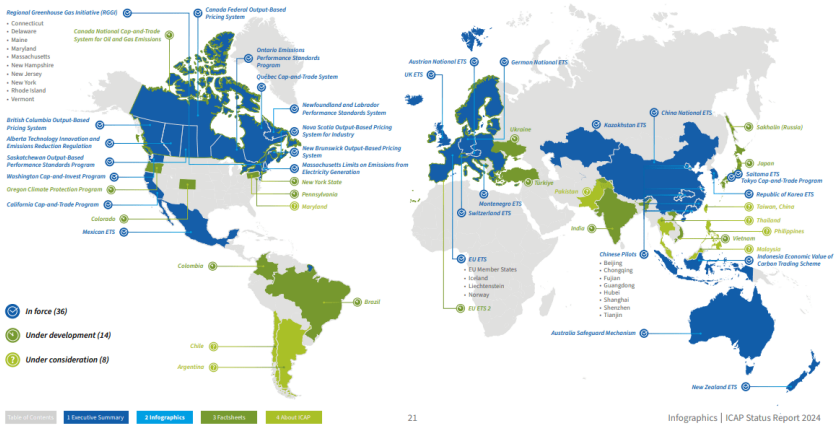 Regional Greenhouse Gas Initiative (RGGI)
• Connecticut
• Delaware
• Maine
• Maryland
• Massachusetts
• New Hampshire
• New Jersey
• New York
• Rhode Island
• Vermont
Canada Federal Output-Based
Pricing System
Canada National Cap-and-Trade
System for Oil and Gas Emissions
Ontario Emissions
Performance Standards
Program
Québec Cap-and-Trade System
Newfoundland and Labrador
Performance Standards System
Nova Scotia Output-Based Pricing
System for Industry
New Brunswick Output-Based Pricing
System
Massachusetts Limits on Emissions from
Electricity Generation
New York State
Pennsylvania
Maryland
British Columbia Output-Based
Pricing System
Alberta Technology Innovation and
Emissions Reduction Regulation
Saskatchewan Output-Based
Performance Standards Program
Washington Cap-and-Invest Program
Oregon Climate Protection Program
California Cap-and-Trade Program
Colorado
Mexican ETS
Colombia
Brazil
Chile
Argentina
In force (36)
Under development (14)
Under consideration (8)
Austrian National ETS
German National ETS
UK ETS
Ukraine
Türkiye
Montenegro ETS
Switzerland ETS
EU ETS
• EU Member States
• Iceland
• Liechtenstein
• Norway
EU ETS 2
Kazakhstan ETS
China National ETS
Pakistan
India
Chinese Pilots
• Beijing
• Chongqing
• Fujian
• Guangdong
• Hubei
• Shanghai
• Shenzhen
• Tianjin
Sakhalin (Russia)
Japan
Saitama ETS
Tokyo Cap-and-Trade Program
Republic of Korea ETS
Taiwan, China
Thailand
Philippines
Vietnam
Malaysia
Indonesia Economic Value of
Carbon Trading Scheme
Australia Safeguard Mechanism
New Zealand ETS
Table of Contents
1 Executive Summary
2 Infographics
3 Factsheets
4 About ICAP
21
Infographics | ICAP Status Report 2024